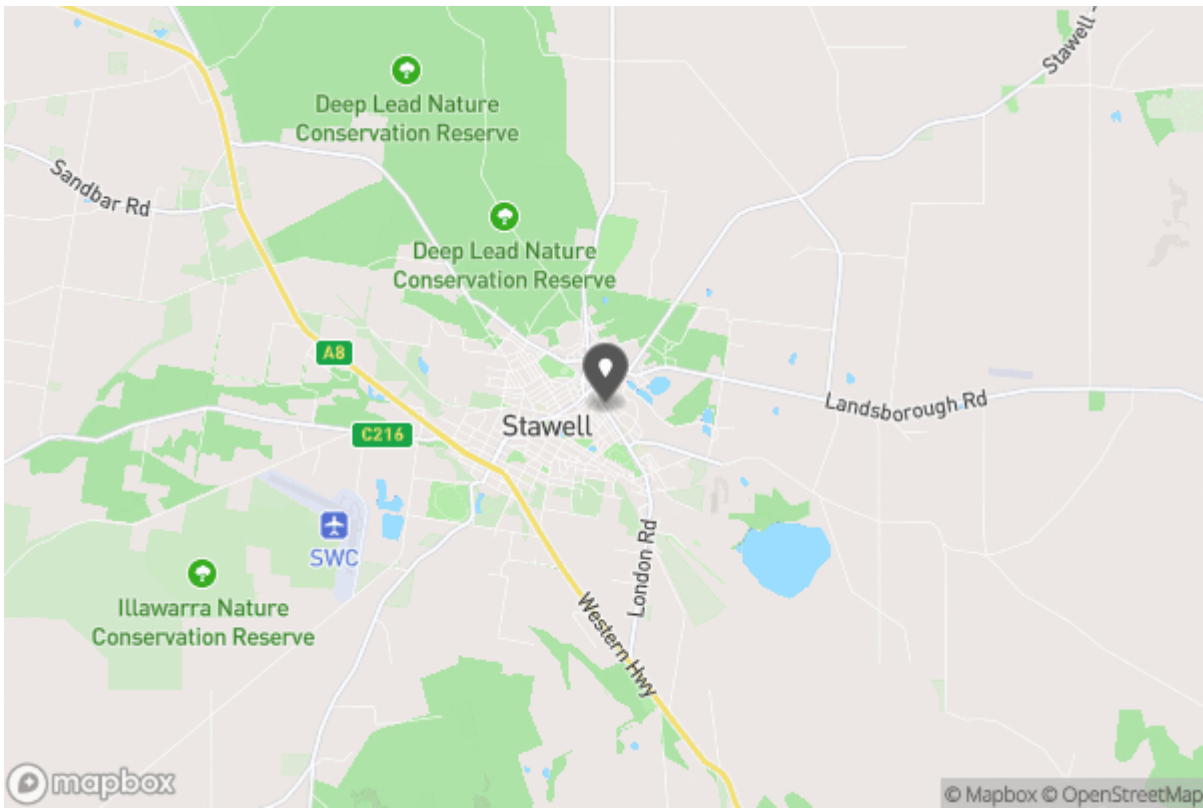 Stawell -
Deep Lead Nature
Conservation Reserve
Sandbar Rd
Deep Lead Nature
Conservation Reserve
A8
Landsborough Rd
Stawell
C216
SWC
London Rd
Illawarra Nature
Conservation Reserve
Western Hwy
mapbox
© Mapbox © OpenStreetMap